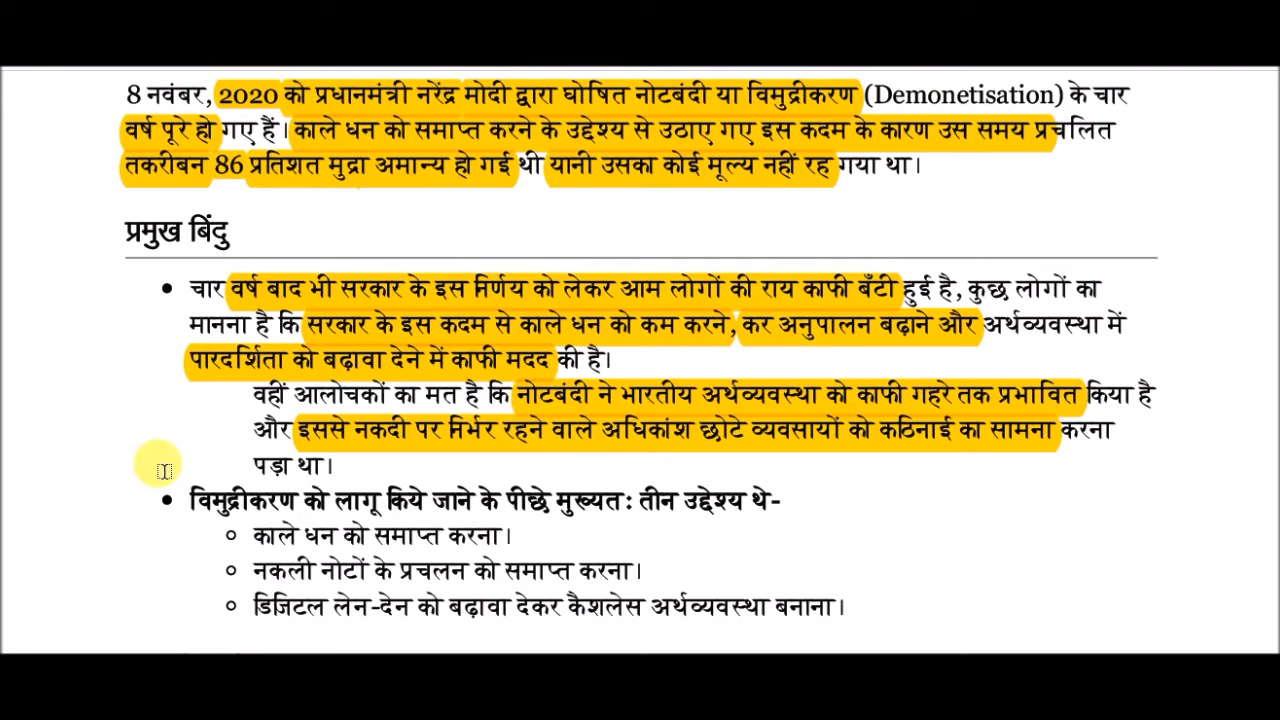 8 नवंबर, 2020 को प्रधानमंत्री नरेंद्र मोदी द्वारा घोषित नोटबंदी या विमुद्रीकरण (Demonetisation) के चार
वर्ष पूरे हो गए हैं। काले धन को समाप्त करने के उद्देश्य से उठाए गए इस कदम के कारण उस समय प्रचलित
तकरीबन 86 प्रतिशत मुद्रा अमान्य हो गई थी यानी उसका कोई मूल्य नहीं रह गया था।
प्रमुख बिंदु
• चार वर्ष बाद भी सरकार के इस निर्णय को लेकर आम लोगों की राय काफी बँटी हुई है, कुछ लोगों का
मानना है कि सरकार के इस कदम से काले धन को कम करने, कर अनुपालन बढ़ाने और अर्थव्यवस्था में
पारदर्शिता को बढ़ावा देने में काफी मदद की है।
वहीं आलोचकों का मत है कि नोटबंदी ने भारतीय अर्थव्यवस्था को काफी गहरे तक प्रभावित किया है
और इससे नकदी पर निर्भर रहने वाले अधिकांश छोटे व्यवसायों को कठिनाई का सामना करना
पड़ा था।
• विमुद्रीकरण को लागू किये जाने के पीछे मुख्यतः तीन उद्देश्य थे-
○ काले धन को समाप्त करना।
○ नकली नोटों के प्रचलन को समाप्त करना।
○ डिजिटल लेन-देन को बढ़ावा देकर कैशलेस अर्थव्यवस्था बनाना।